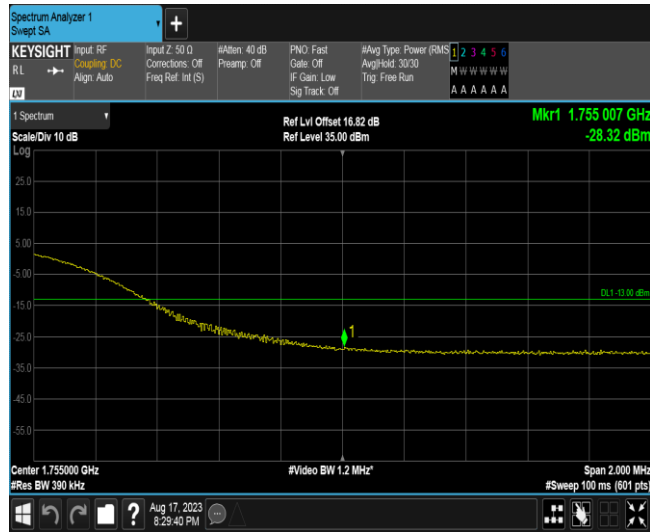 Spectrum Analyzer 1
Swept SA
+
KEYSIGHT
RL
LXI
Input: RF
Coupling: DC
Align: Auto
Input Z: 50 Ω
Corrections: Off
Freq Ref: Int (S)
#Atten: 40 dB
Preamp: Off
PNO: Fast
Gate: Off
IF Gain: Low
Sig Track: Off
#Avg Type: Power (RMS
Avg|Hold: 30/30
Trig: Free Run
1 2 3 4 5 6
M W W W W W
A A A A A A
1 Spectrum
Scale/Div 10 dB
Log
Ref Lvl Offset 16.82 dB
Ref Level 35.00 dBm
Mkr1 1.755 007 GHz
-28.32 dBm
25.0
15.0
5.00
-5.00
DL1 -13.00 dBm
-15.0
-25.0
1
-35.0
-45.0
-55.0
Center 1.755000 GHz
#Res BW 390 kHz
#Video BW 1.2 MHz*
Span 2.000 MHz
#Sweep 100 ms (601 pts)
?
Aug 17, 2023
8:29:40 PM